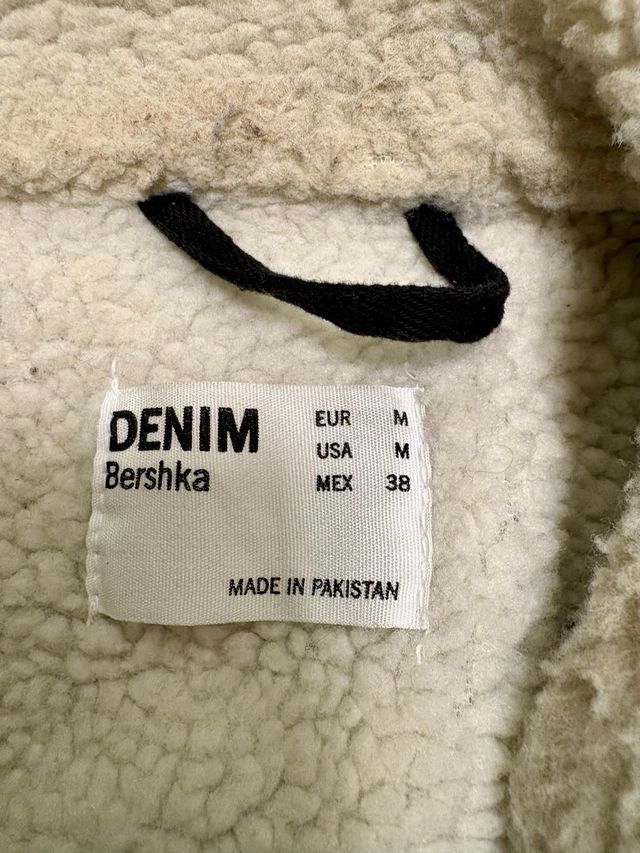 DENIM
Bershka
EUR M
USA M
MEX 38
MADE IN PAKISTAN